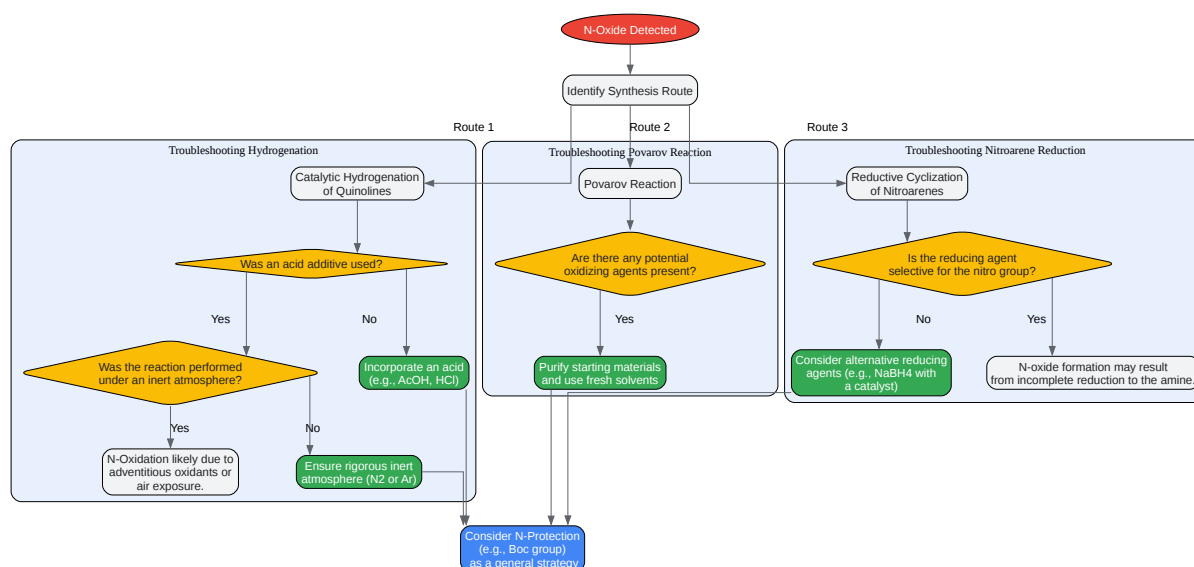 N-Oxide Detected
Identify Synthesis Route
Route 1
Route 2
Route 3
Troubleshooting Hydrogenation
Troubleshooting Povarov Reaction
Troubleshooting Nitroarene Reduction
Catalytic Hydrogenation
of Quinolines
Povarov Reaction
Reductive Cyclization
of Nitroarenes
Was an acid additive used?
Are there any potential
oxidizing agents present?
Is the reducing agent
selective for the nitro group?
Yes
No
Yes
No
Yes
Was the reaction performed
under an inert atmosphere?
Incorporate an acid
(e.g., AcOH, HCl)
Purify starting materials
and use fresh solvents
Consider alternative reducing
agents (e.g., NaBH4 with
a catalyst)
N-oxide formation may result
from incomplete reduction to the amine.
Yes
No
N-Oxidation likely due to
adventitious oxidants or
air exposure.
Ensure rigorous inert
atmosphere (N2 or Ar)
Consider N-Protection
(e.g., Boc group)
as a general strategy